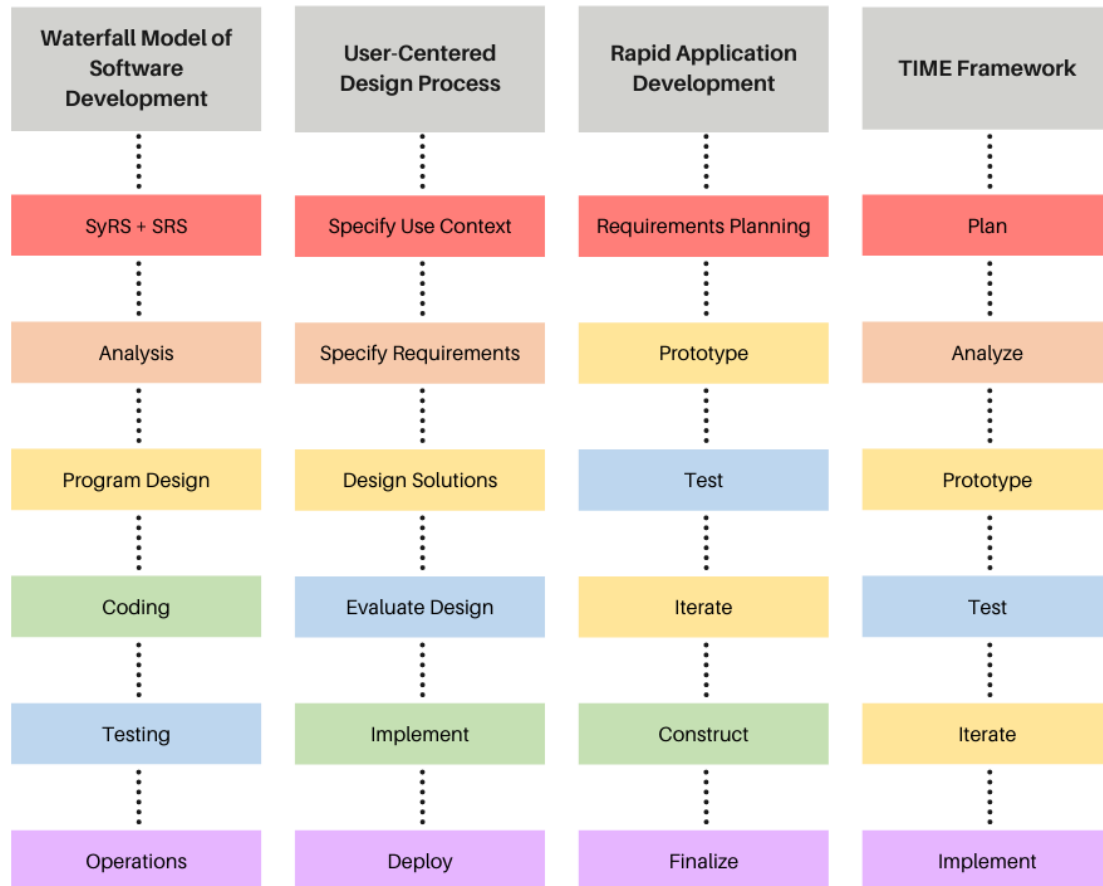 Waterfall Model of
Software
Development
User-Centered
Design Process
Rapid Application
Development
TIME Framework
SyRS + SRS
Specify Use Context
Requirements Planning
Plan
Analysis
Specify Requirements
Prototype
Analyze
Program Design
Design Solutions
Test
Prototype
Coding
Evaluate Design
Iterate
Test
Testing
Implement
Construct
Iterate
Operations
Deploy
Finalize
Implement